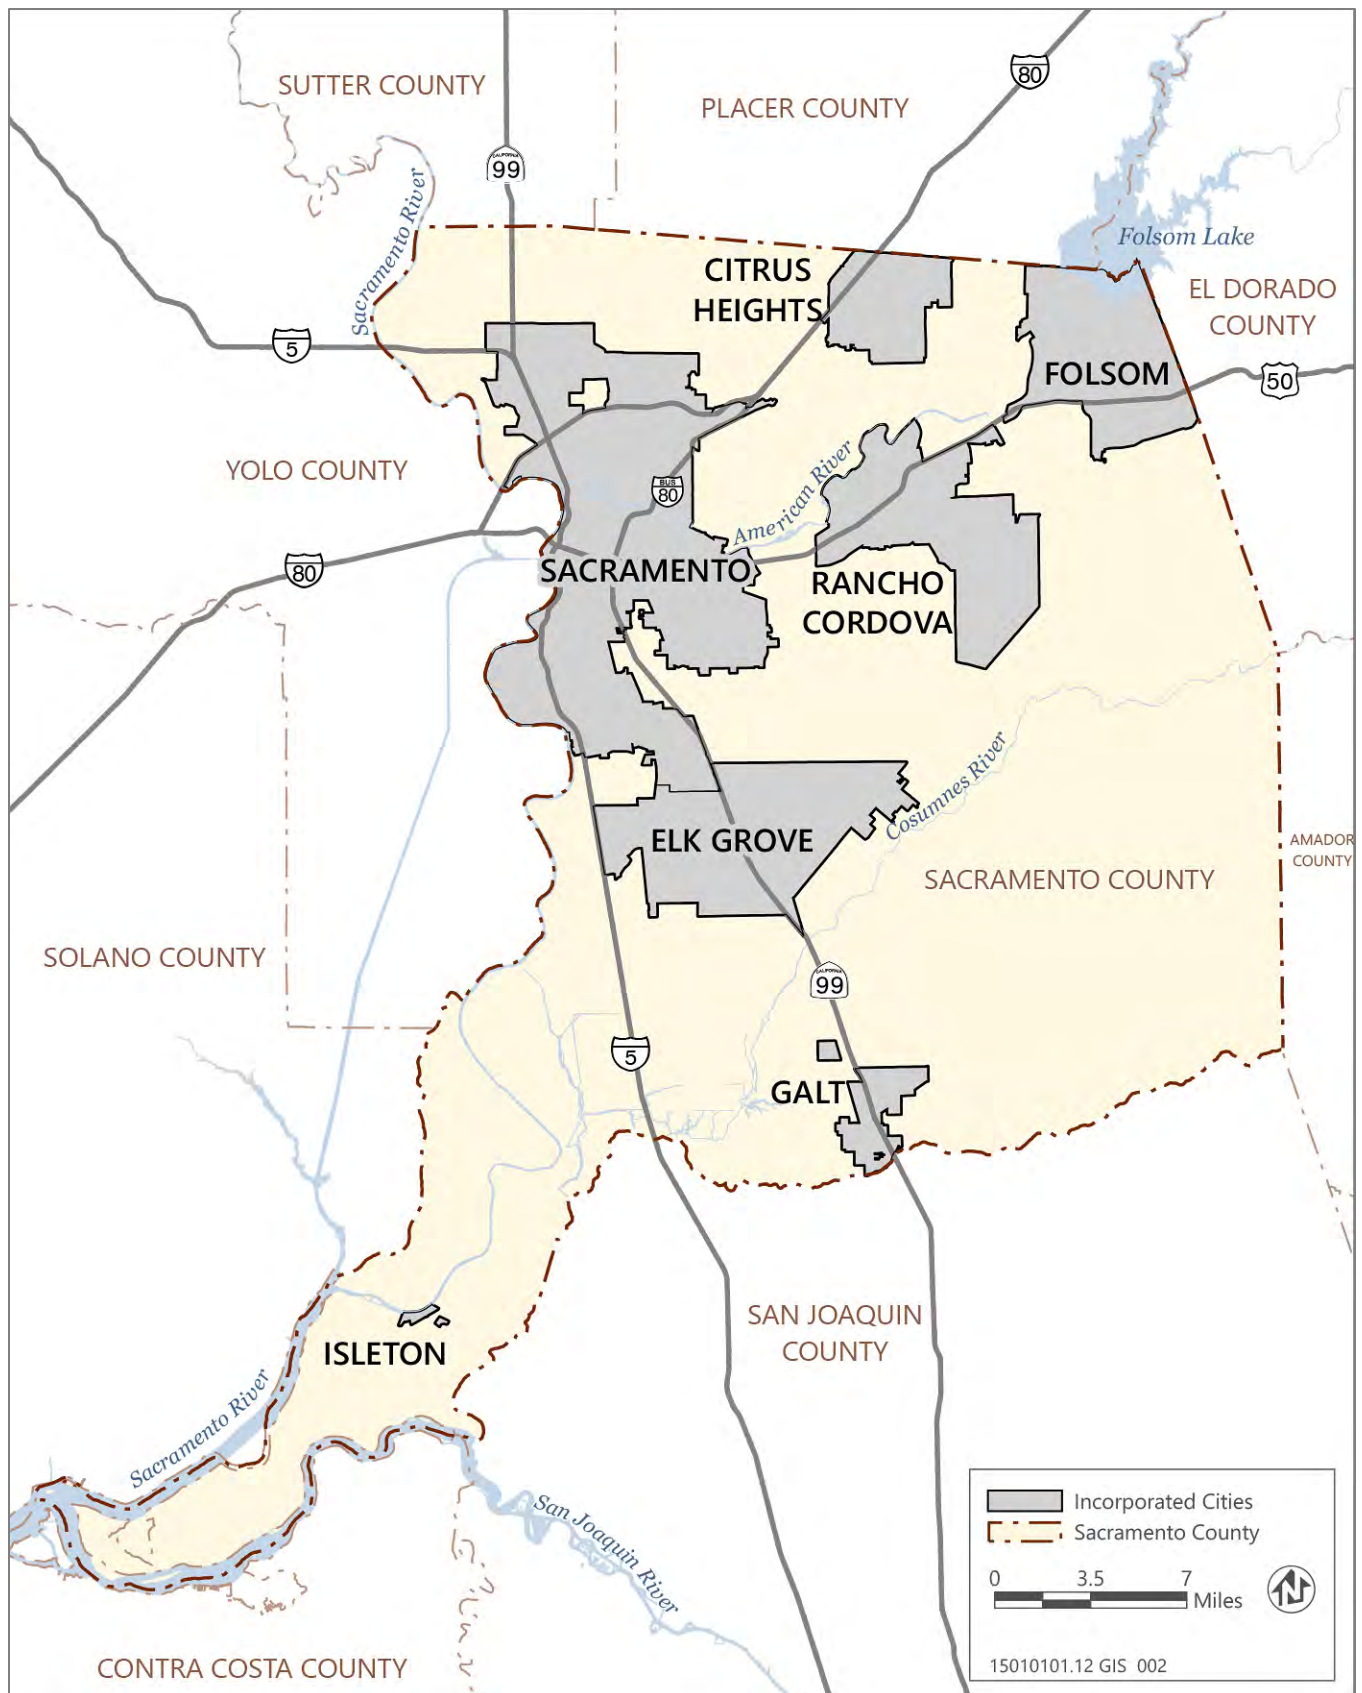 SUTTER COUNTY
PLACER COUNTY
80
CALIFORNIA
99
Sacramento River
Folsom Lake
CITRUS
HEIGHTS
EL DORADO
COUNTY
5
FOLSOM
50
YOLO COUNTY
BUS
80
American River
80
SACRAMENTO
RANCHO
CORDOVA
Cosumnes River
ELK GROVE
AMADOR
COUNTY
SACRAMENTO COUNTY
SOLANO COUNTY
CALIFORNIA
99
5
GALT
SAN JOAQUIN
COUNTY
ISLETON
Sacramento River
San Joaquin River
CONTRA COSTA COUNTY
Incorporated Cities
Sacramento County
0 3.5 7
Miles
N
15010101.12 GIS 002